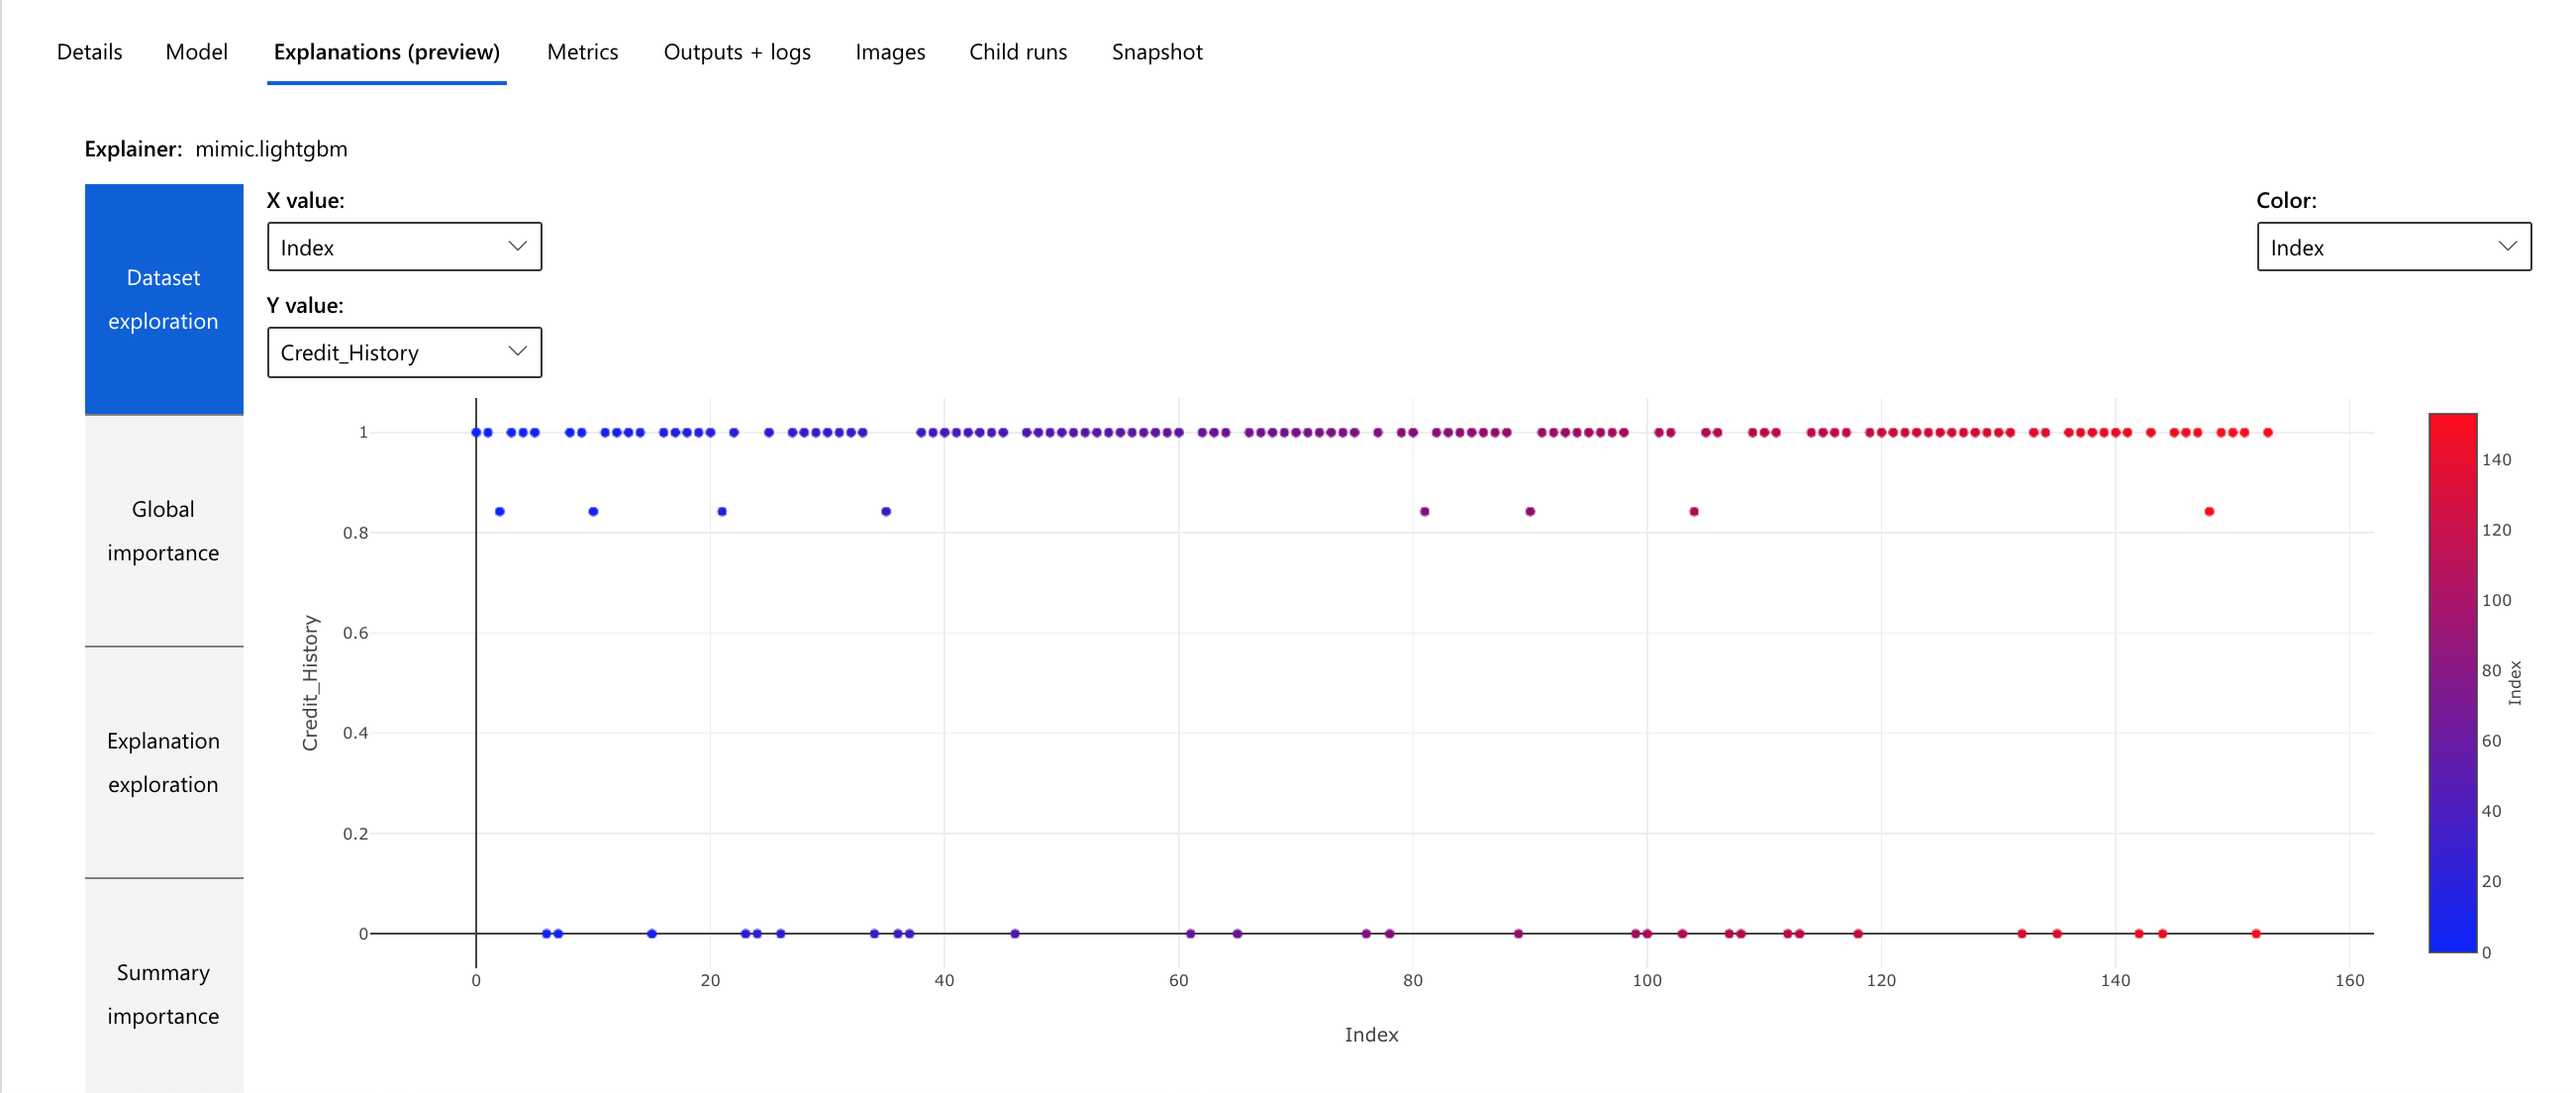 Details Model Explanations (preview) Metrics Outputs + logs Images Child runs Snapshot
Explainer: mimic.lightgbm
Dataset
exploration
Global
importance
Explanation
exploration
Summary
importance
X value:
Index
Y value:
Credit_History
Color:
Index
1
0.8
0.6
0.4
0.2
0
Credit_History
0 20 40 60 80 100 120 140 160
Index
140
120
100
80
60
40
20
0
Index